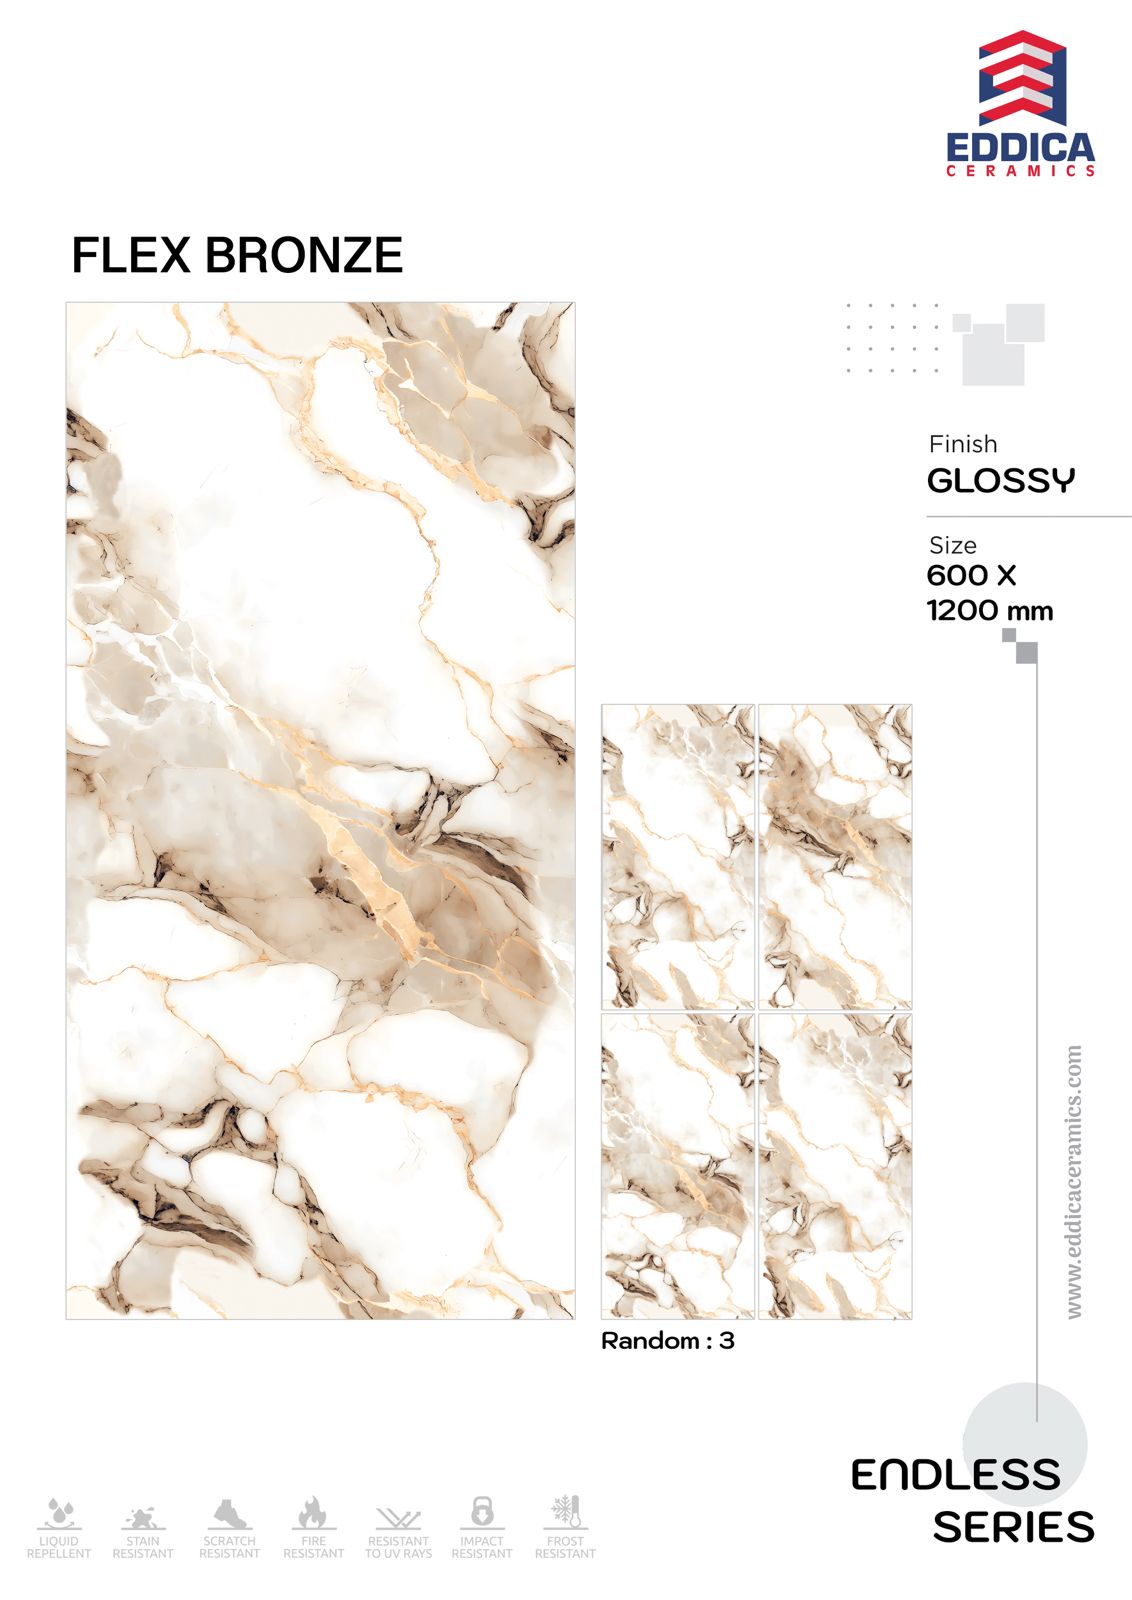 EDDICA
CERAMICS
FLEX BRONZE
Finish
GLOSSY
Size
600 X
1200 mm
Random : 3
www.eddicaceramics.com
ENDLESS
SERIES
LIQUID
REPELLENT
STAIN
RESISTANT
SCRATCH
RESISTANT
FIRE
RESISTANT
RESISTANT
TO UV RAYS
IMPACT
RESISTANT
FROST
RESISTANT